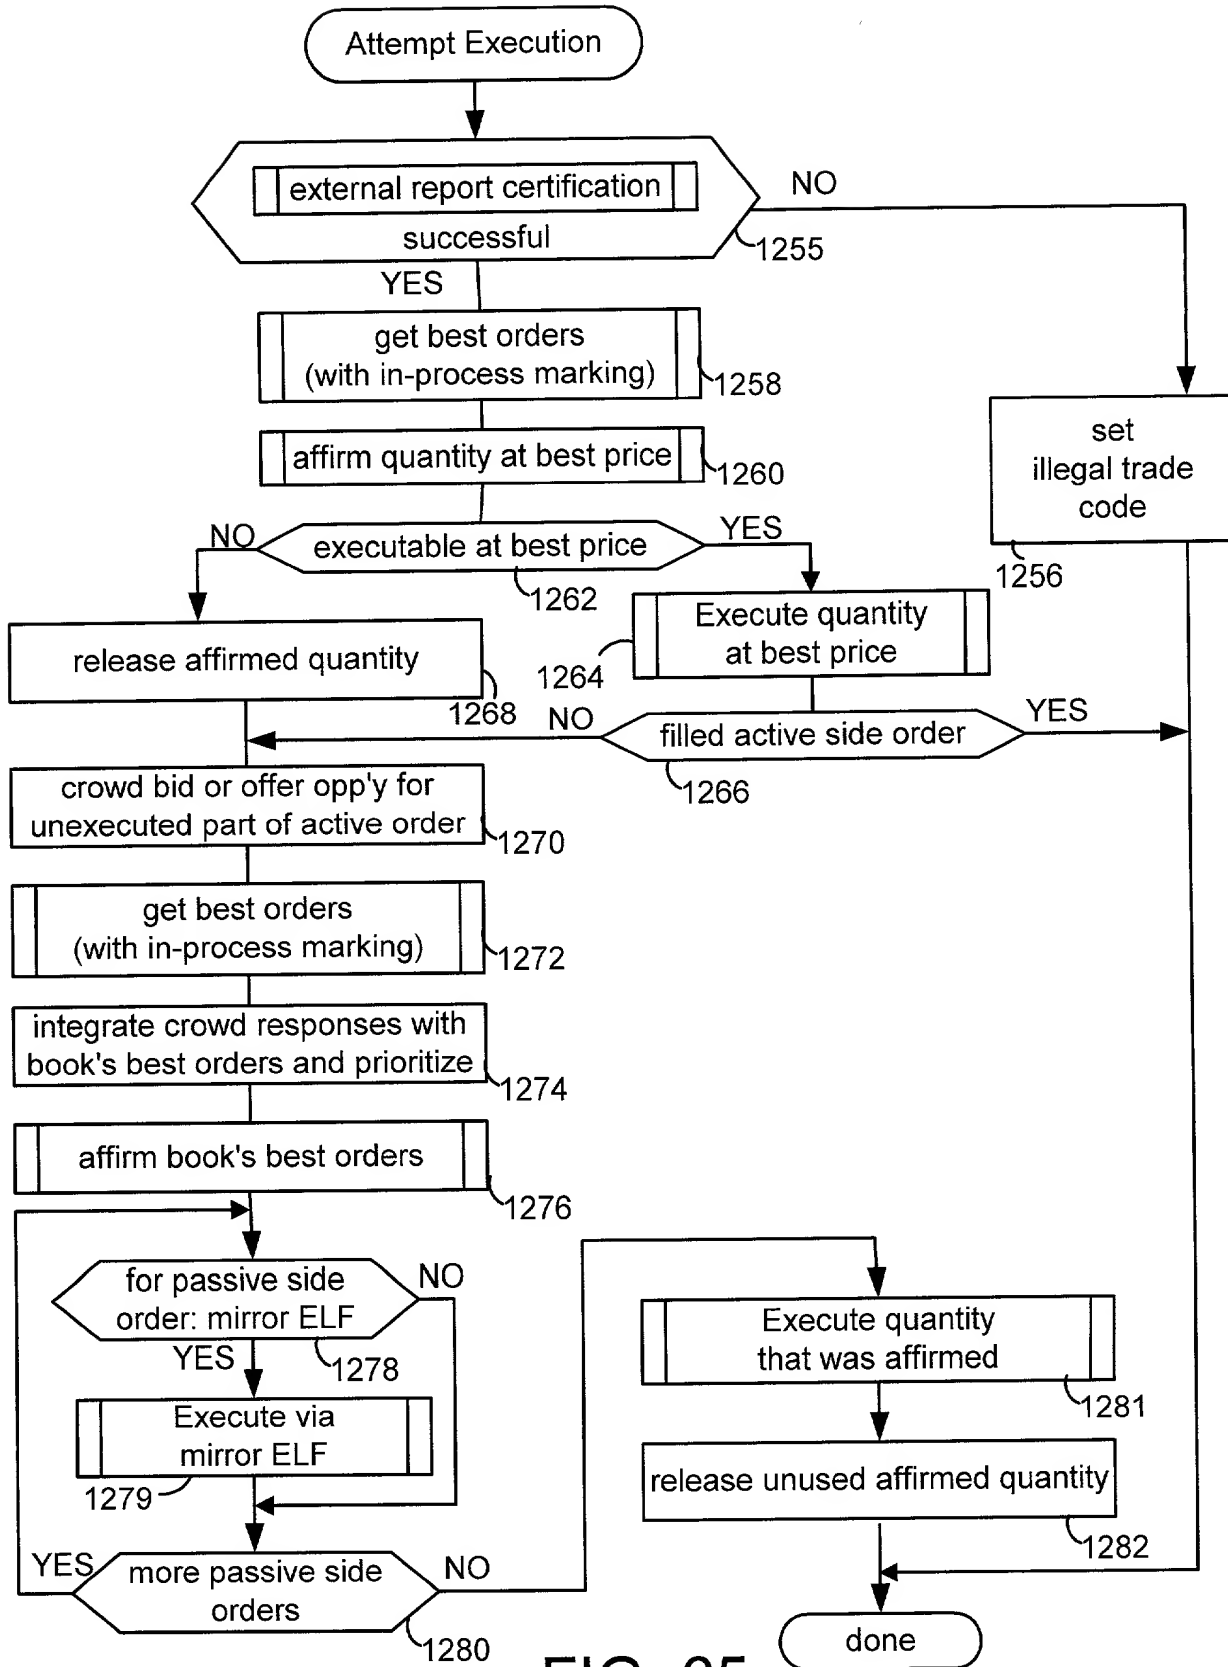 Attempt Execution
external report certification
successful
NO
1255
YES
get best orders
(with in-process marking)
1258
set
illegal trade
code
1256
affirm quantity at best price
1260
NO
executable at best price
YES
1262
Execute quantity
at best price
1264
release affirmed quantity
1268
NO
filled active side order
YES
1266
crowd bid or offer opp'y for
unexecuted part of active order
1270
get best orders
(with in-process marking)
1272
integrate crowd responses with
book's best orders and prioritize
1274
affirm book's best orders
1276
for passive side
order: mirror ELF
NO
YES
1278
Execute via
mirror ELF
1279
YES
more passive side
orders
NO
1280
Execute quantity
that was affirmed
1281
release unused affirmed quantity
1282
done